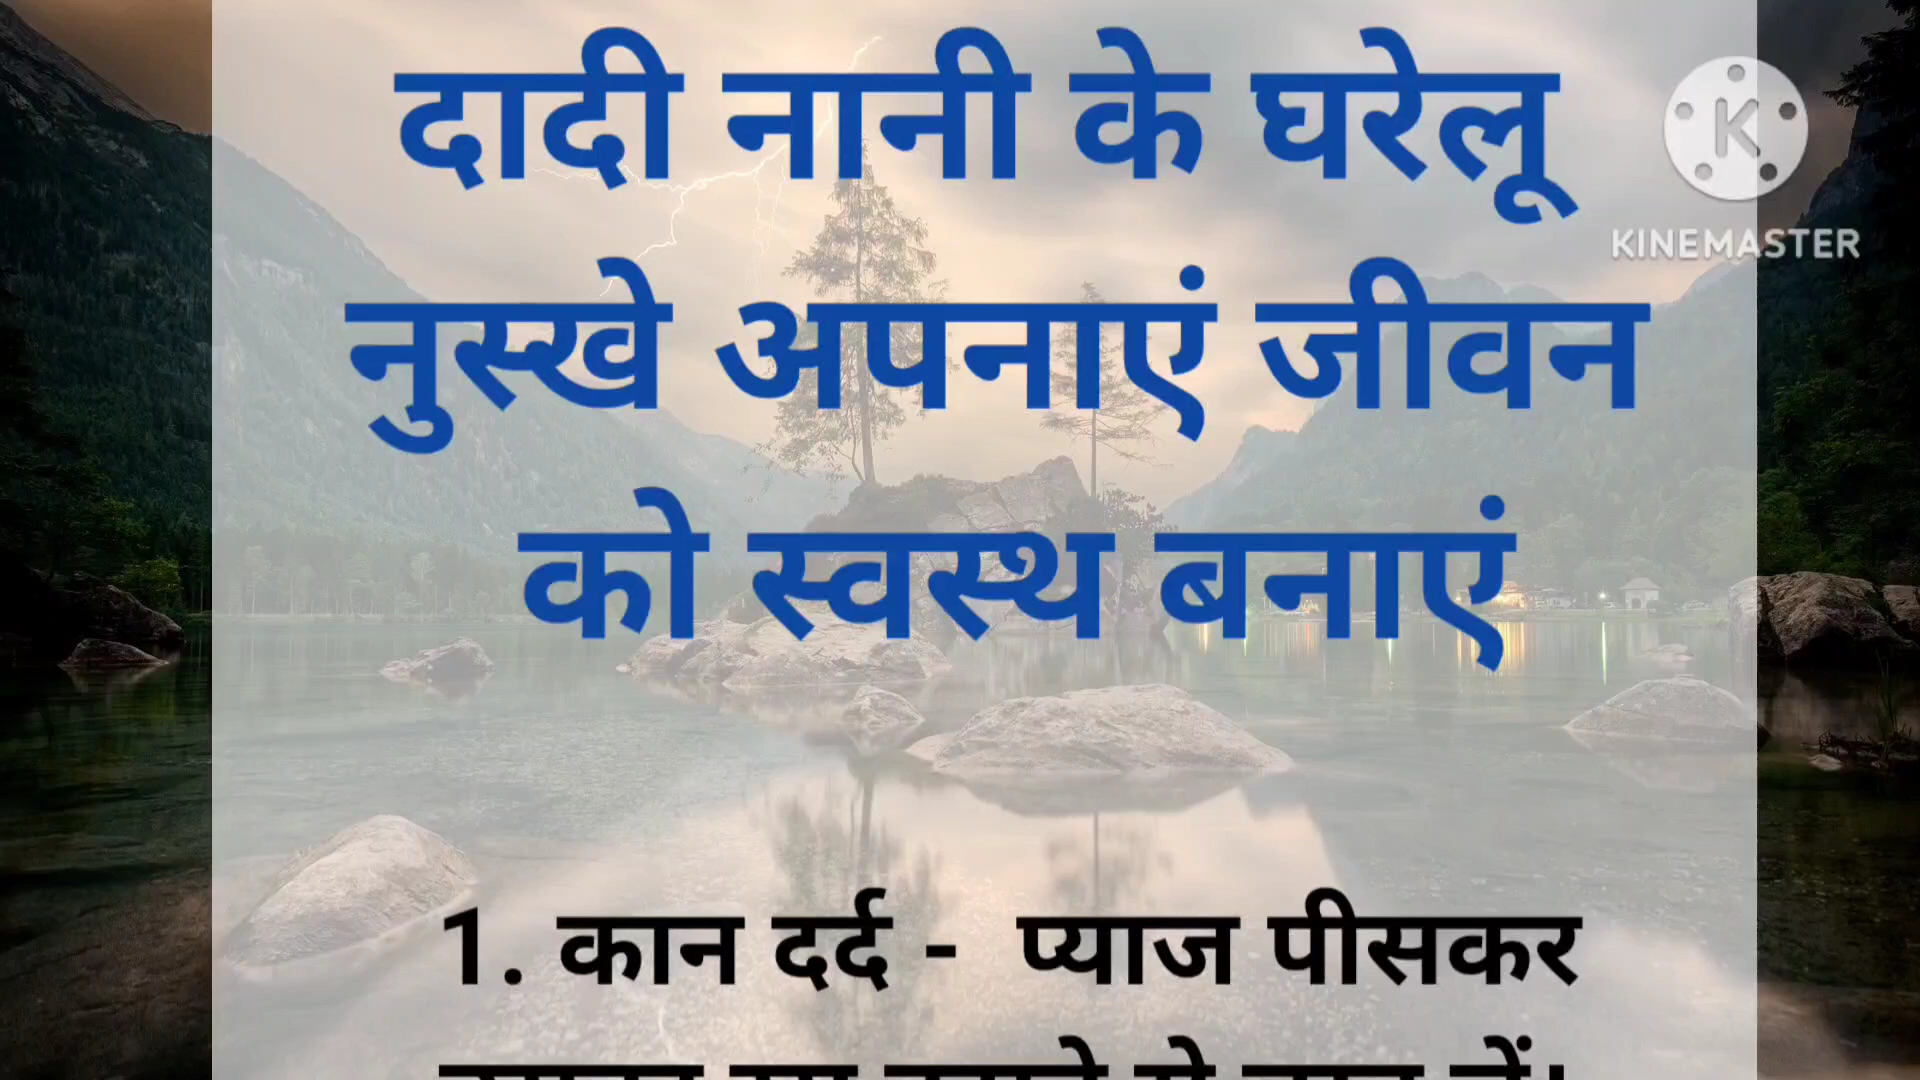 दादी नानी के घरेलू
नुस्खे अपनाएं जीवन
को स्वस्थ बनाएं
K
KINEMASTER
1. कान दर्द - प्याज पीसकर